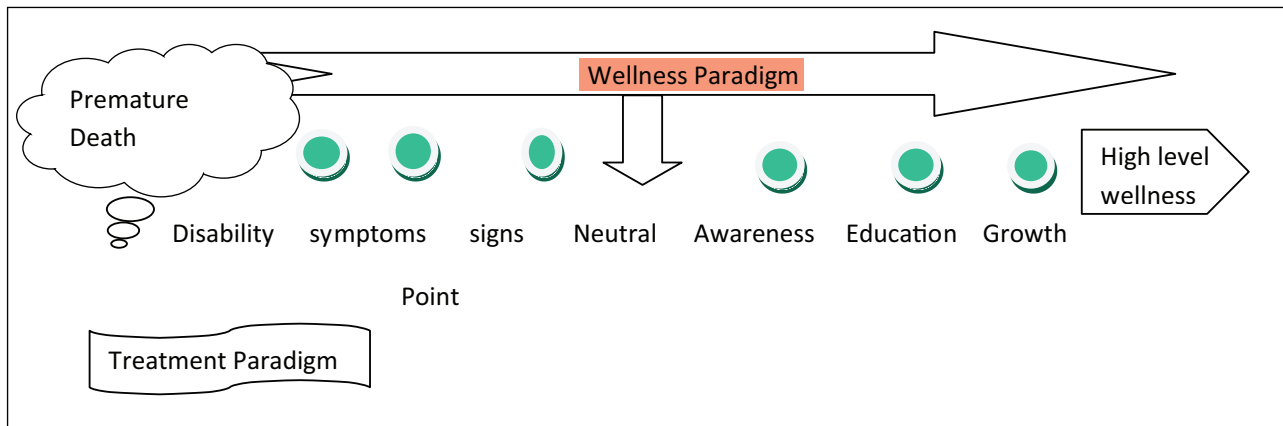 Wellness Paradigm
Premature
Death
High level
wellness
Disability symptoms signs Neutral Awareness Education Growth
Point
Treatment Paradigm